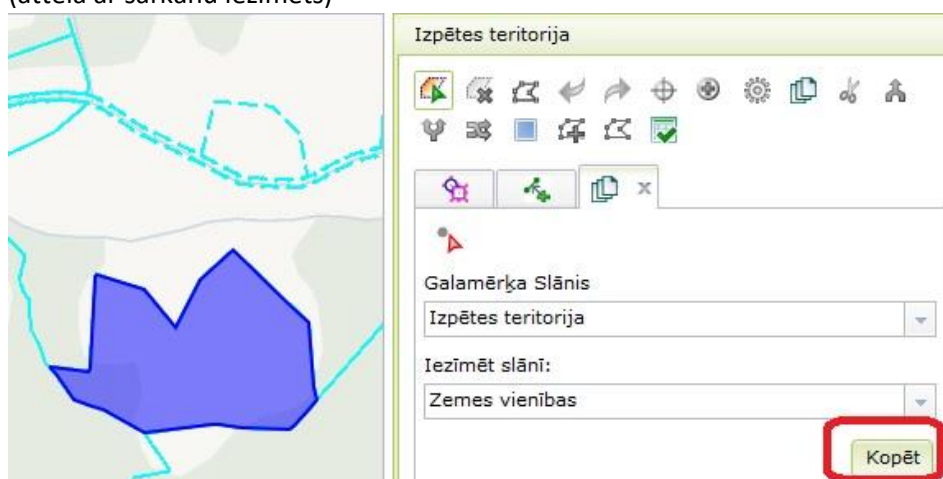 (attēlā ar sarkanu iezīmēts)
Izpētes teritorija
Galamērķa Slānis
Izpētes teritorija
Iezīmēt slānī:
Zemes vienības
Kopēt